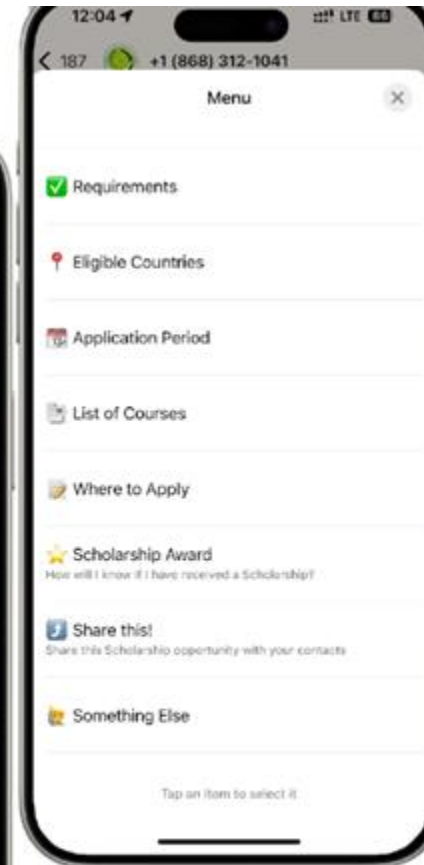 12:04 LTE 66
187 +1 (868) 312-1041
Menu
Requirements
Eligible Countries
Application Period
List of Courses
Where to Apply
Scholarship Award
How will I know if I have received a Scholarship?
Share this!
Share this Scholarship opportunity with your contacts
Something Else
Tap an item to select it